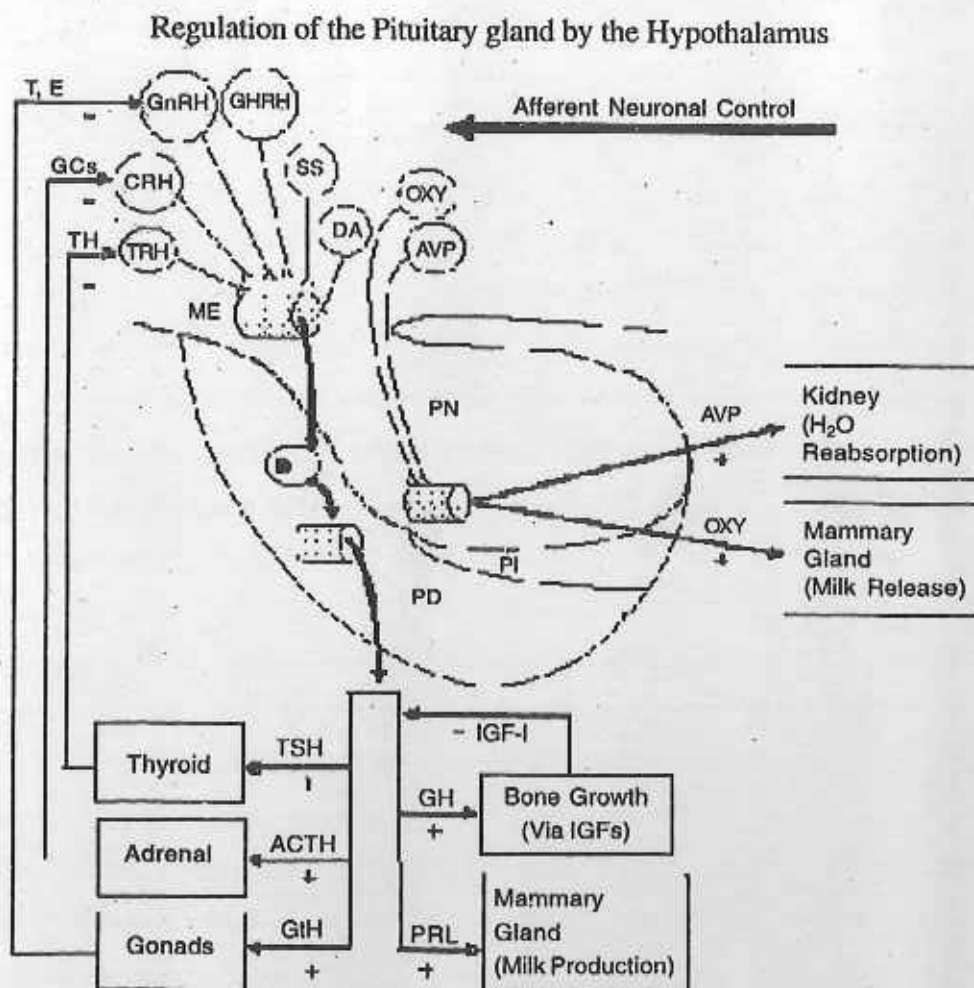 Regulation of the Pituitary gland by the Hypothalamus
T, E
-
GnRH
GHRH
Afferent Neuronal Control
GCs
-
CRH
SS
OXY
DA
AVP
TH
-
TRH
ME
PN
AVP
+
Kidney
(H₂O
Reabsorption)
OXY
+
Mammary
Gland
(Milk Release)
PI
PD
- IGF-I
Thyroid
TSH
GH
+
Bone Growth
(Via IGFs)
Adrenal
ACTH
+
Gonads
GtH
+
PRL
+
Mammary
Gland
(Milk Production)